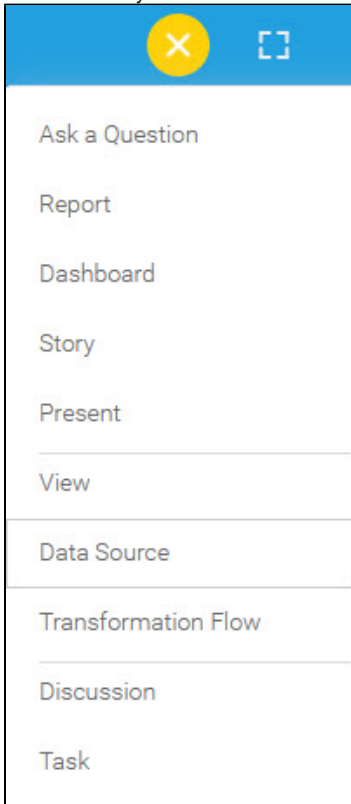 Ask a Question
Report
Dashboard
Story
Present
View
Data Source
Transformation Flow
Discussion
Task